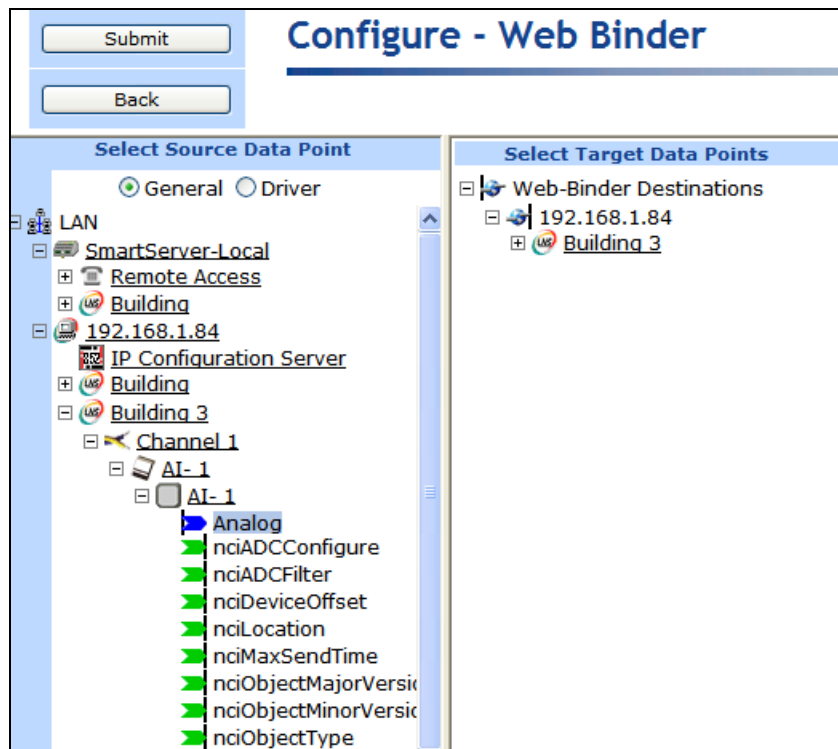 Submit
Configure - Web Binder
Back
Select Source Data Point
General Driver
LAN
SmartServer-Local
Remote Access
Building
192.168.1.84
IP Configuration Server
Building
Building 3
Channel 1
AI- 1
AI- 1
Analog
nciADCConfigure
nciADCFilter
nciDeviceOffset
nciLocation
nciMaxSendTime
nciObjectMajorVersic
nciObjectMinorVersic
nciObjectType
Select Target Data Points
Web-Binder Destinations
192.168.1.84
Building 3